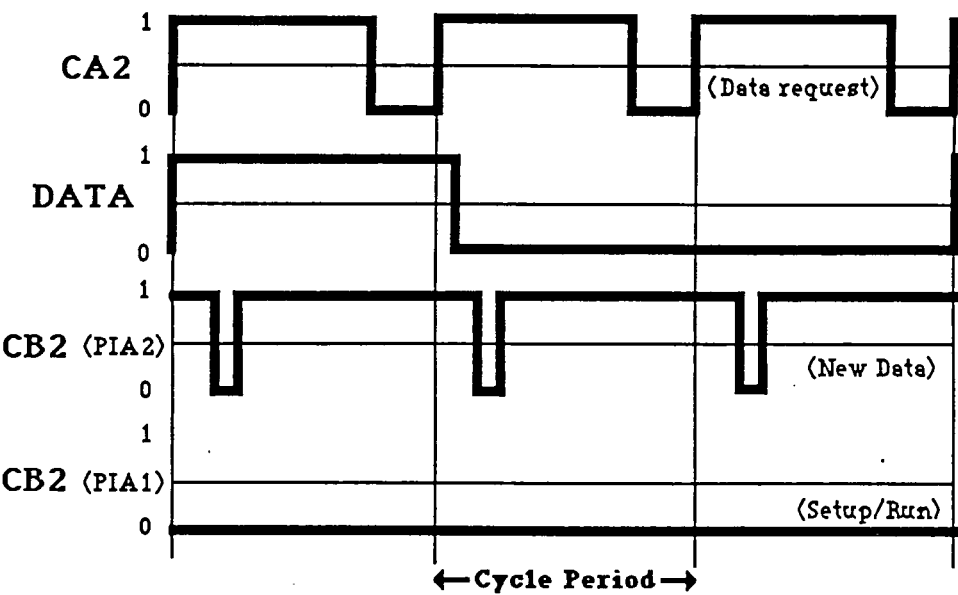 1
CA2
⟨Data request⟩
0
1
DATA
0
1
CB2 ⟨PIA2⟩
⟨New Data⟩
0
1
CB2 ⟨PIA1⟩
⟨Setup/Run⟩
0
←Cycle Period→